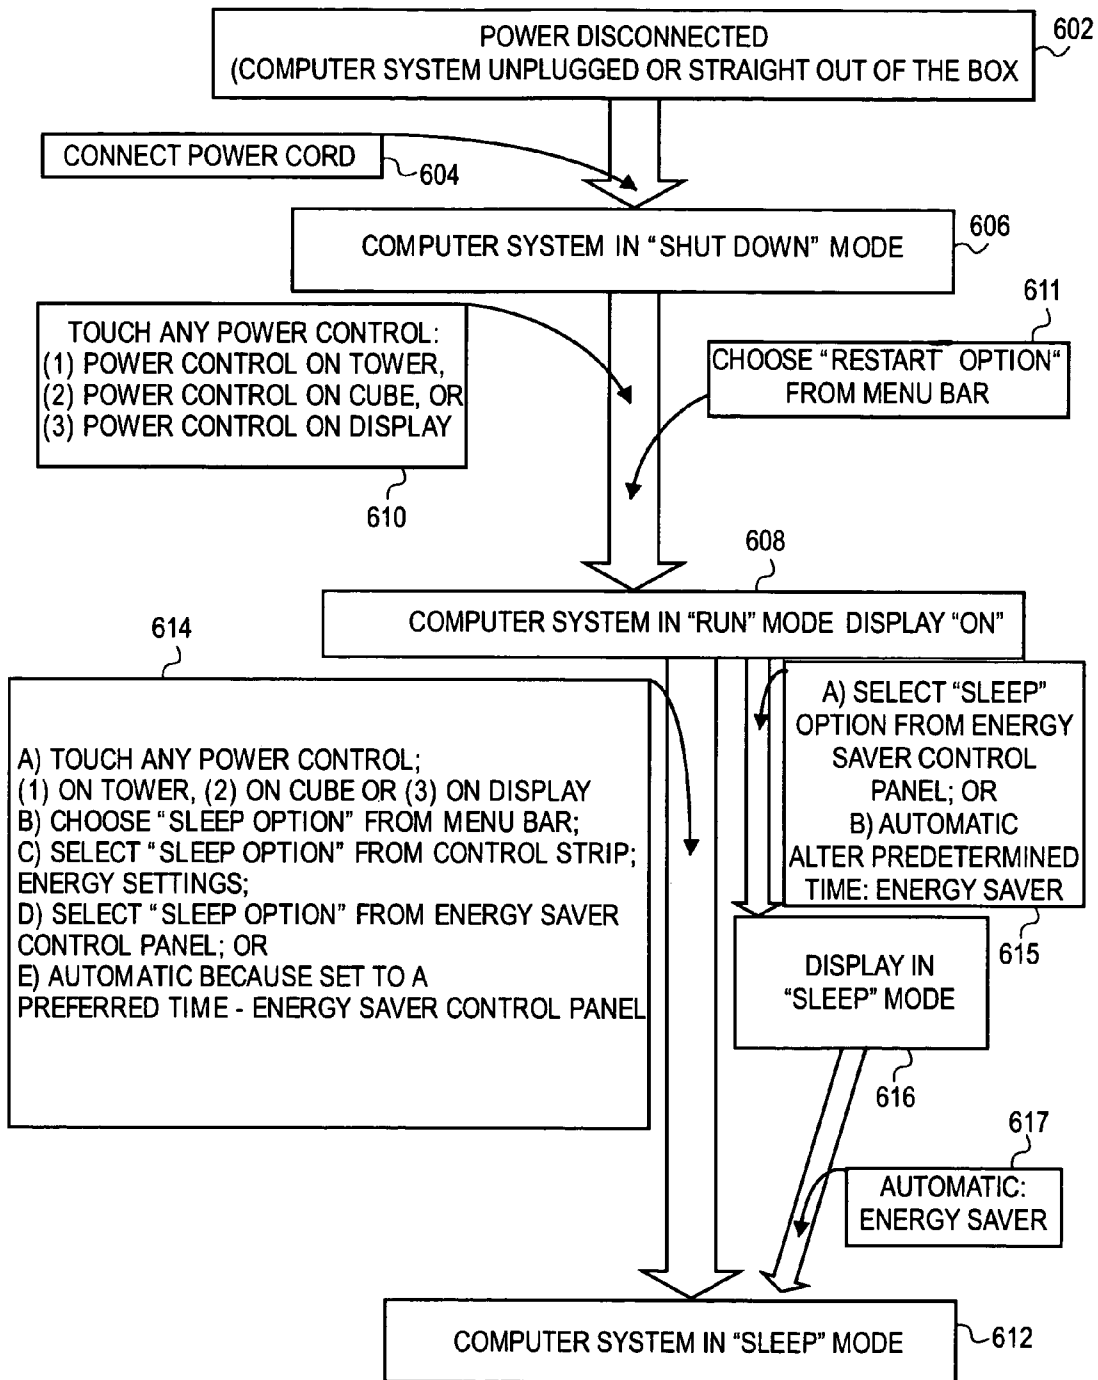 POWER DISCONNECTED
(COMPUTER SYSTEM UNPLUGGED OR STRAIGHT OUT OF THE BOX
602
CONNECT POWER CORD
604
COMPUTER SYSTEM IN “SHUT DOWN” MODE
606
TOUCH ANY POWER CONTROL:
(1) POWER CONTROL ON TOWER,
(2) POWER CONTROL ON CUBE, OR
(3) POWER CONTROL ON DISPLAY
610
611
CHOOSE “RESTART OPTION“
FROM MENU BAR
608
COMPUTER SYSTEM IN “RUN” MODE DISPLAY “ON”
614
A) TOUCH ANY POWER CONTROL;
(1) ON TOWER, (2) ON CUBE OR (3) ON DISPLAY
B) CHOOSE “SLEEP OPTION” FROM MENU BAR;
C) SELECT “SLEEP OPTION” FROM CONTROL STRIP;
ENERGY SETTINGS;
D) SELECT “SLEEP OPTION” FROM ENERGY SAVER
CONTROL PANEL; OR
E) AUTOMATIC BECAUSE SET TO A
PREFERRED TIME - ENERGY SAVER CONTROL PANEL
A) SELECT “SLEEP”
OPTION FROM ENERGY
SAVER CONTROL
PANEL; OR
B) AUTOMATIC
ALTER PREDETERMINED
TIME: ENERGY SAVER
615
DISPLAY IN
“SLEEP” MODE
616
617
AUTOMATIC:
ENERGY SAVER
COMPUTER SYSTEM IN “SLEEP” MODE
612